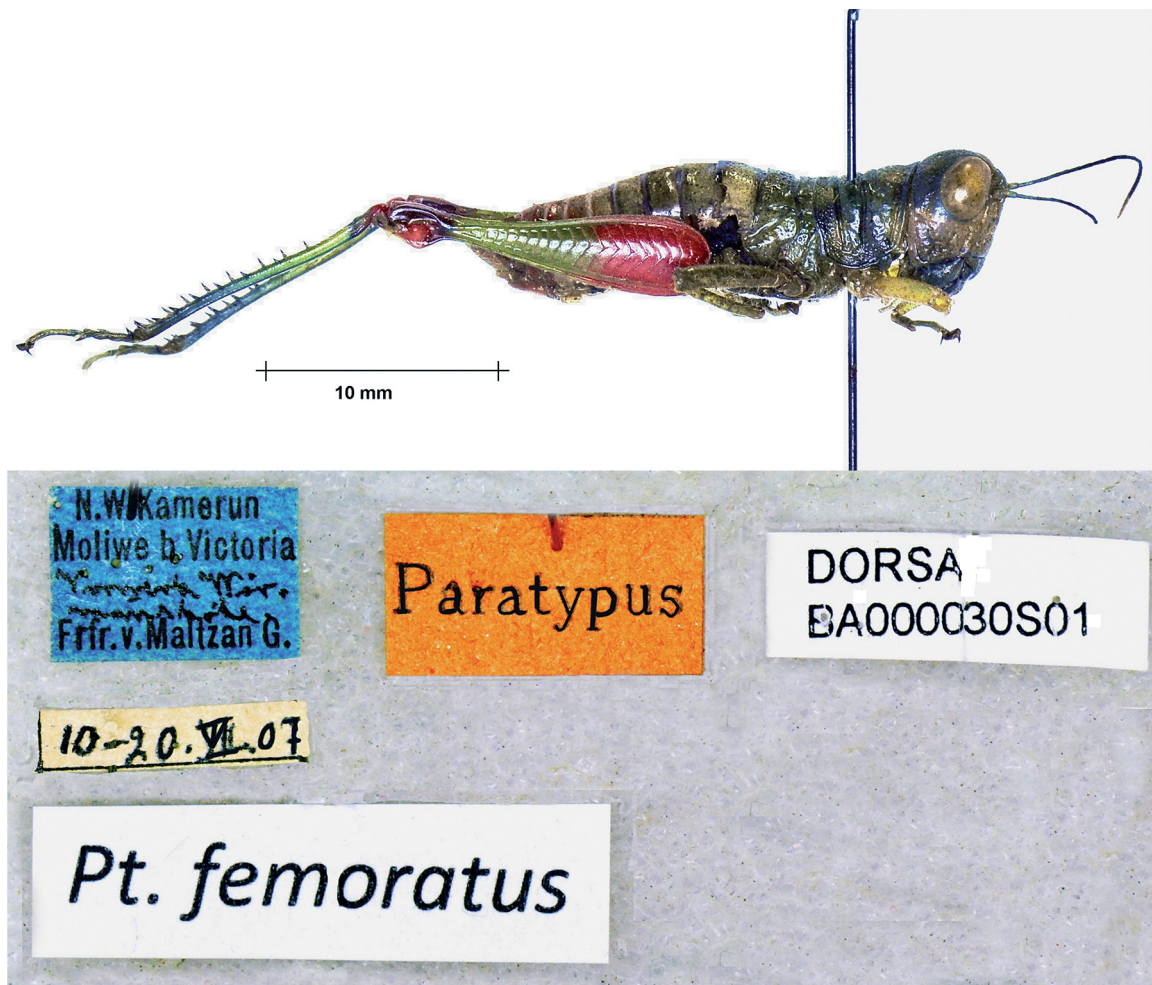 10 mm
N.W. Kamerun
Moliwe b. Victoria
Frfr. v. Maltzan G.
Paratypus
DORSA
BA000030S01
10-20.VI.07
Pt. femoratus